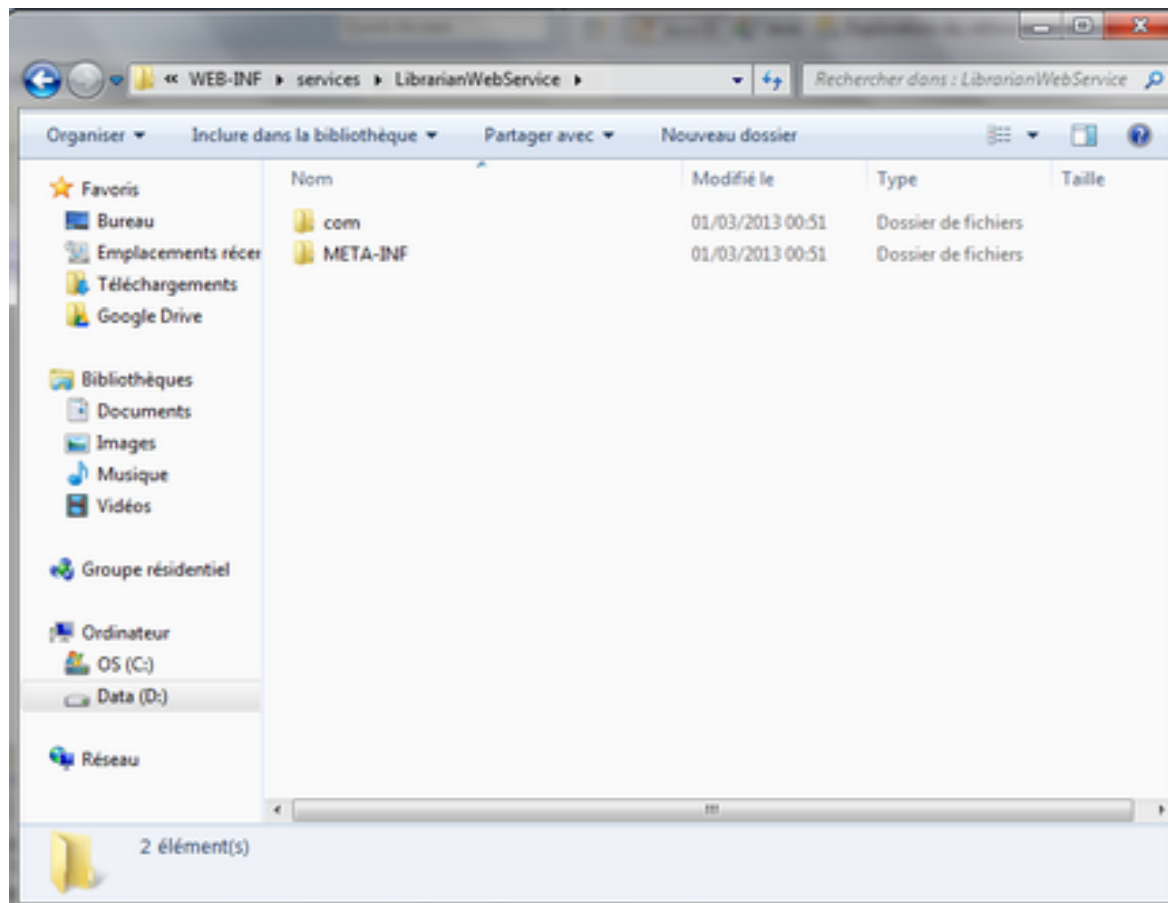 « WEB-INF services LibrarianWebService Rechercher dans : LibrarianWebService
Organiser Inclure dans la bibliothèque Partager avec Nouveau dossier
Favoris
Bureau
Emplacements récer
Téléchargements
Google Drive
Bibliothèques
Documents
Images
Musique
Vidéos
Groupe résidentiel
Ordinateur
OS (C:)
Data (D:)
Réseau
Nom Modifié le Type Taille
com 01/03/2013 00:51 Dossier de fichiers
META-INF 01/03/2013 00:51 Dossier de fichiers
2 élément(s)